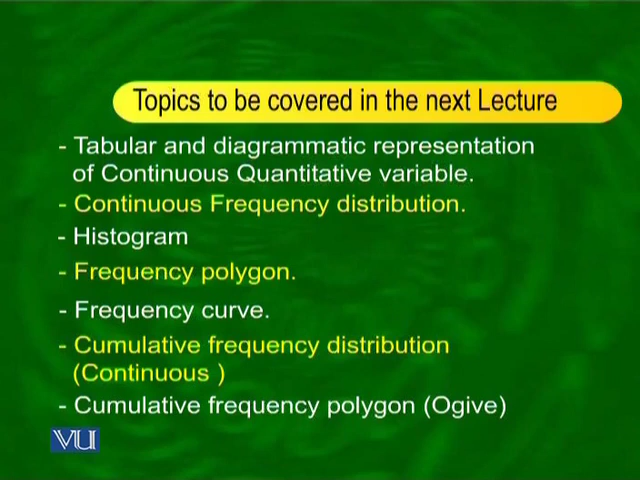 Topics to be covered in the next Lecture
- Tabular and diagrammatic representation
of Continuous Quantitative variable.
- Continuous Frequency distribution.
- Histogram
- Frequency polygon.
- Frequency curve.
- Cumulative frequency distribution
(Continuous )
- Cumulative frequency polygon (Ogive)
VU